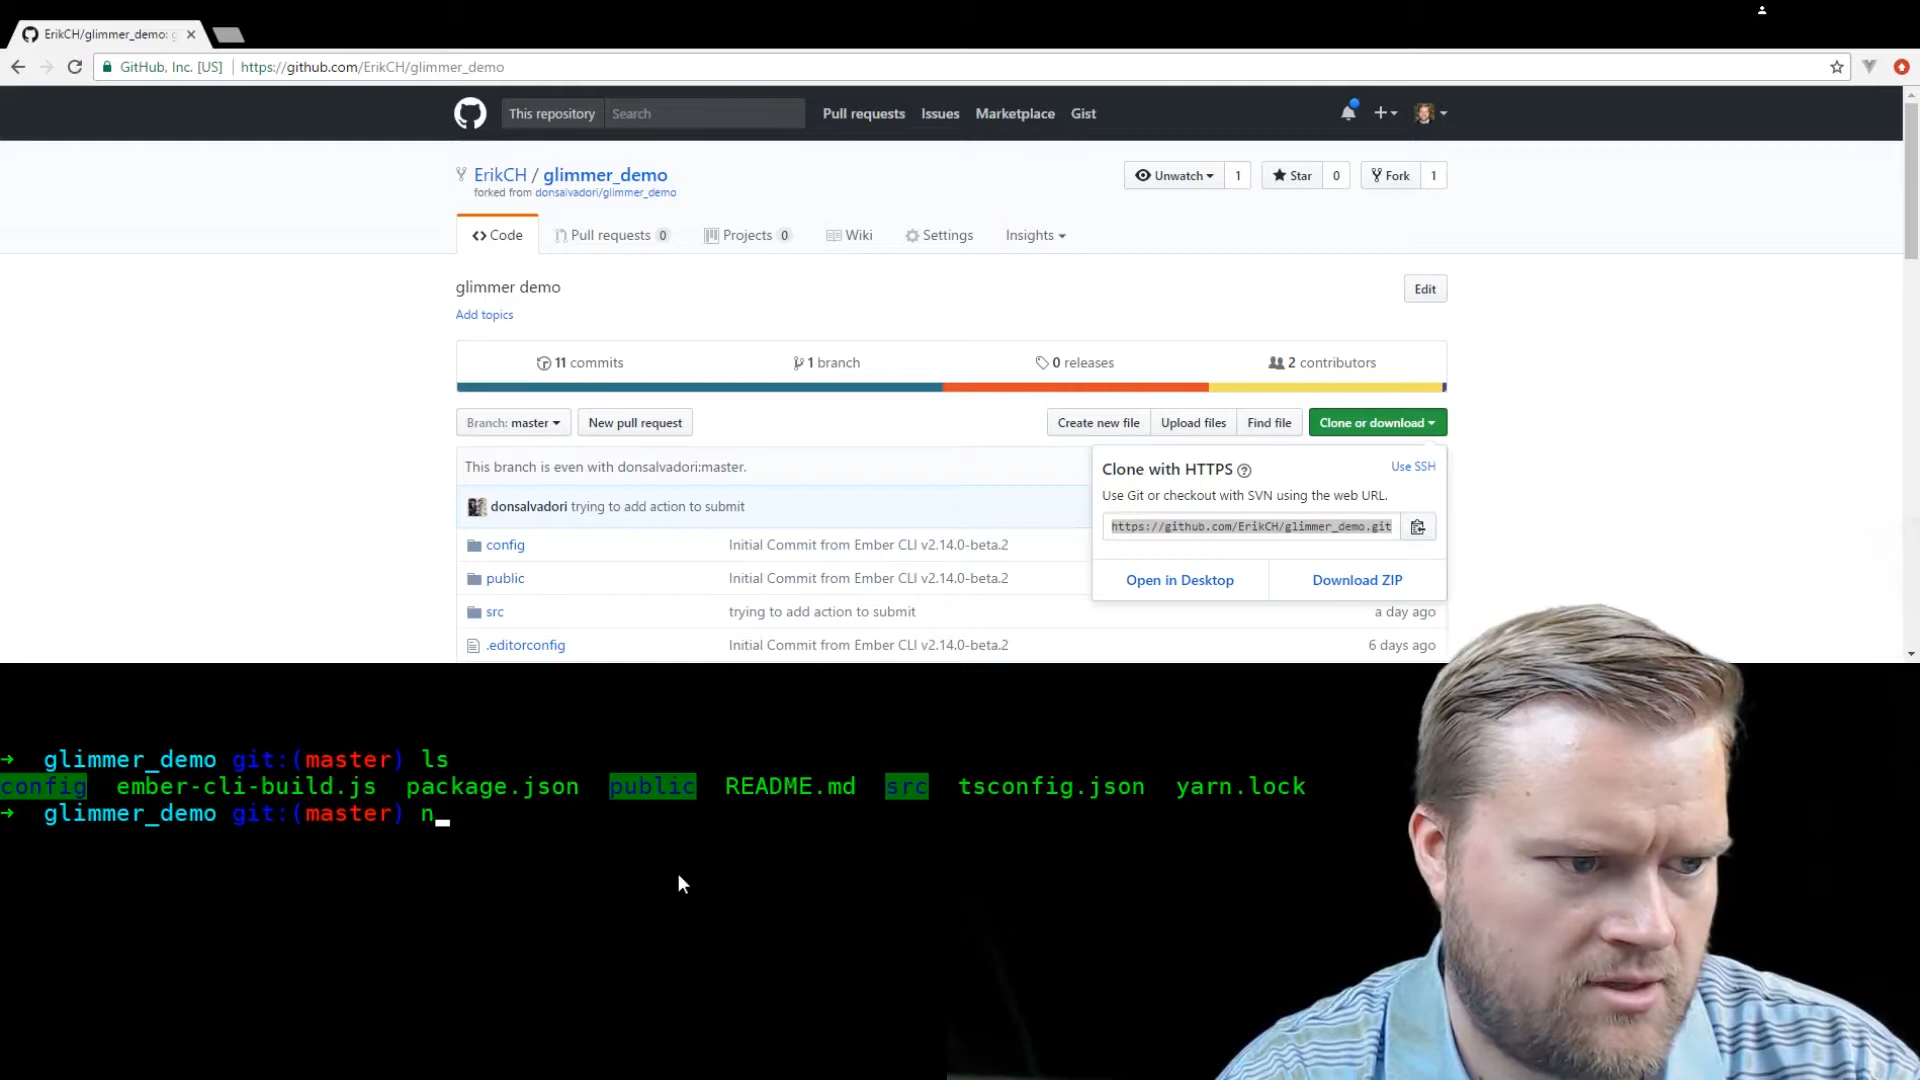 ErikCH/glimmer_demo: g
GitHub, Inc. [US] https://github.com/ErikCH/glimmer_demo
This repository Search Pull requests Issues Marketplace Gist
ErikCH / glimmer_demo
forked from donsalvadori/glimmer_demo
Unwatch 1 Star 0 Fork 1
Code Pull requests 0 Projects 0 Wiki Settings Insights
glimmer demo
Edit
Add topics
11 commits 1 branch 0 releases 2 contributors
Branch: master New pull request Create new file Upload files Find file Clone or download
This branch is even with donsalvadori:master.
Clone with HTTPS Use SSH
Use Git or checkout with SVN using the web URL.
https://github.com/ErikCH/glimmer_demo.git
Open in Desktop Download ZIP
donsalvadori trying to add action to submit
config Initial Commit from Ember CLI v2.14.0-beta.2
public Initial Commit from Ember CLI v2.14.0-beta.2
src trying to add action to submit a day ago
.editorconfig Initial Commit from Ember CLI v2.14.0-beta.2 6 days ago
→ glimmer_demo git:(master) ls
config ember-cli-build.js package.json public README.md src tsconfig.json yarn.lock
→ glimmer_demo git:(master) n_